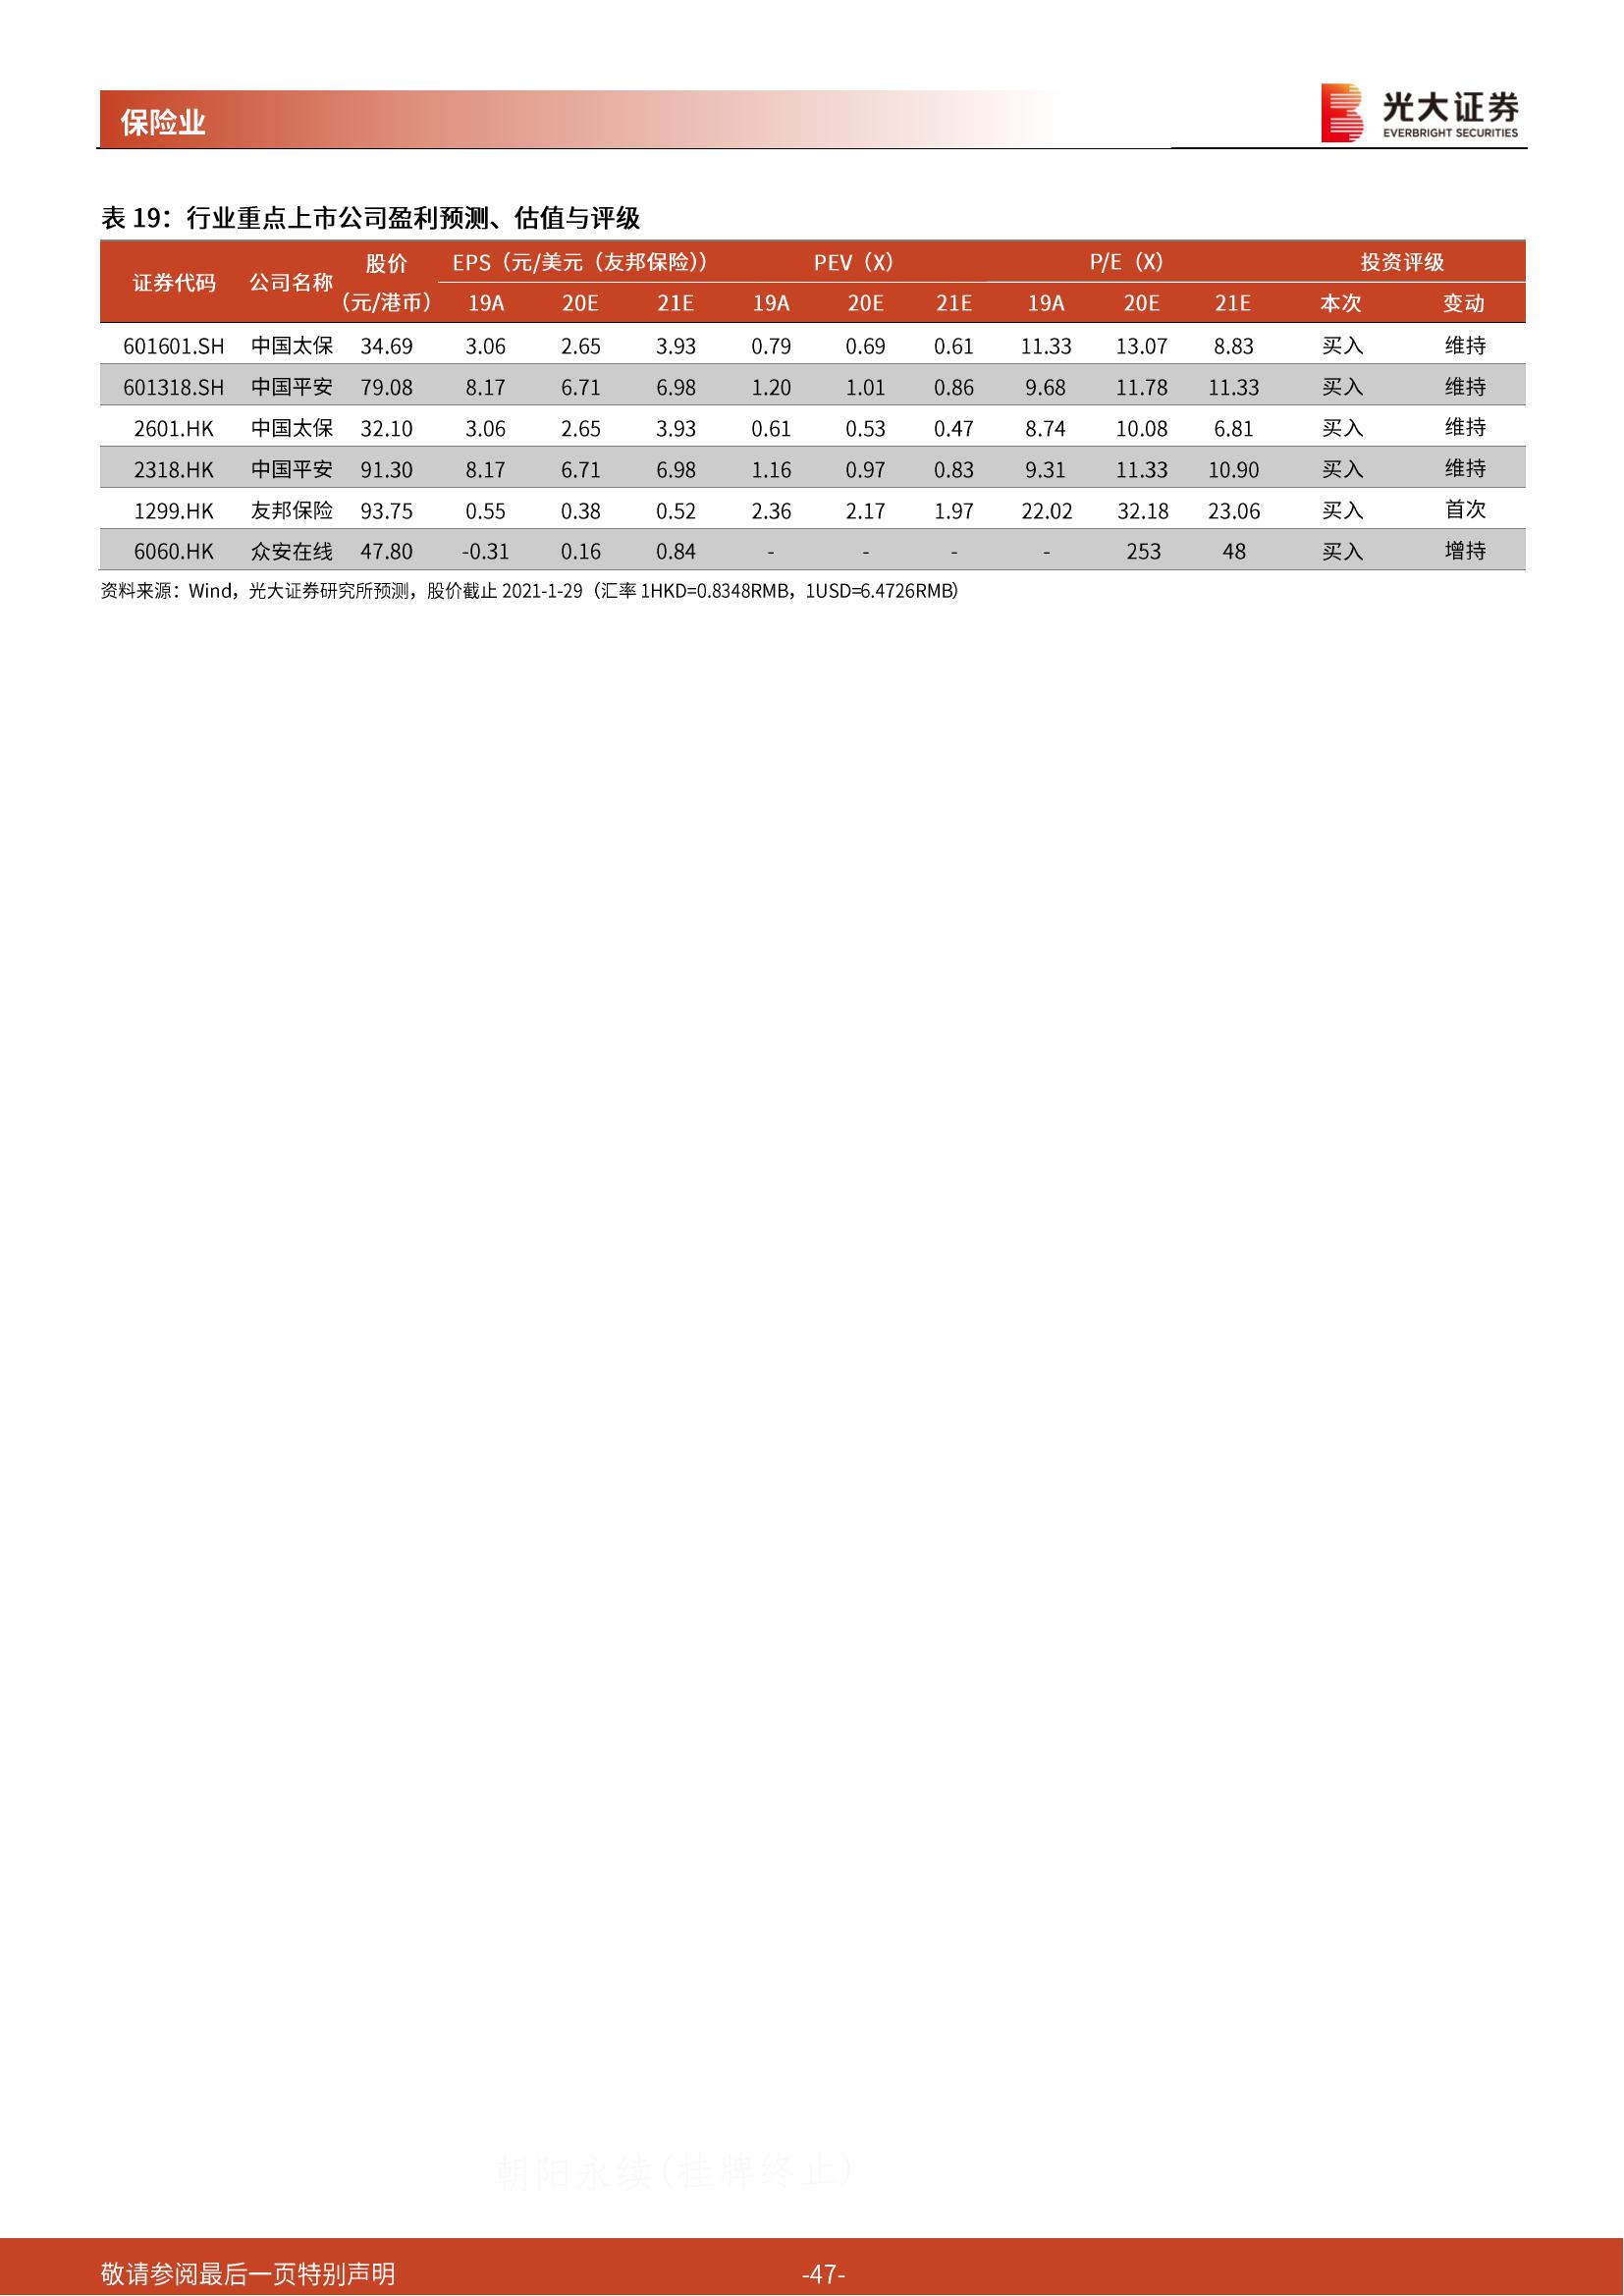 保险业
光大证券
EVERBRIGHT SECURITIES
表 19：行业重点上市公司盈利预测、估值与评级
证券代码 公司名称 股价（元/港币） EPS（元/美元（友邦保险）） PEV（X） P/E（X） 投资评级
19A 20E 21E 19A 20E 21E 19A 20E 21E 本次 变动
601601.SH 中国太保 34.69 3.06 2.65 3.93 0.79 0.69 0.61 11.33 13.07 8.83 买入 维持
601318.SH 中国平安 79.08 8.17 6.71 6.98 1.20 1.01 0.86 9.68 11.78 11.33 买入 维持
2601.HK 中国太保 32.10 3.06 2.65 3.93 0.61 0.53 0.47 8.74 10.08 6.81 买入 维持
2318.HK 中国平安 91.30 8.17 6.71 6.98 1.16 0.97 0.83 9.31 11.33 10.90 买入 维持
1299.HK 友邦保险 93.75 0.55 0.38 0.52 2.36 2.17 1.97 22.02 32.18 23.06 买入 首次
6060.HK 众安在线 47.80 -0.31 0.16 0.84 - - - - 253 48 买入 增持
资料来源：Wind，光大证券研究所预测，股价截止 2021-1-29（汇率 1HKD=0.8348RMB，1USD=6.4726RMB）
朝阳永续(挂牌终止)
敬请参阅最后一页特别声明 -47-